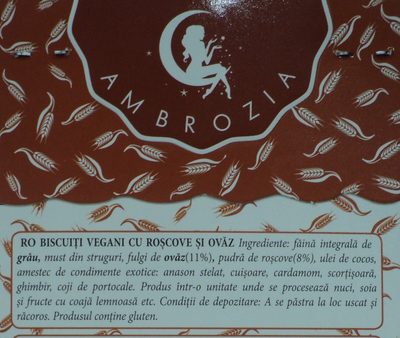 AMBROZIA
RO BISCUIȚI VEGANI CU ROȘCOVE ȘI OVĂZ Ingrediente: făină integrală de
grâu, must din struguri, fulgi de ovăz(11%), pudră de roșcove(8%), ulei de cocos,
amestec de condimente exotice: anason stelat, cuișoare, cardamom, scorțișoară,
ghimbir, coji de portocale. Produs într-o unitate unde se procesează nuci, soia
și fructe cu coajă lemnoasă etc. Condiții de depozitare: A se păstra la loc uscat și
răcoros. Produsul conține gluten.